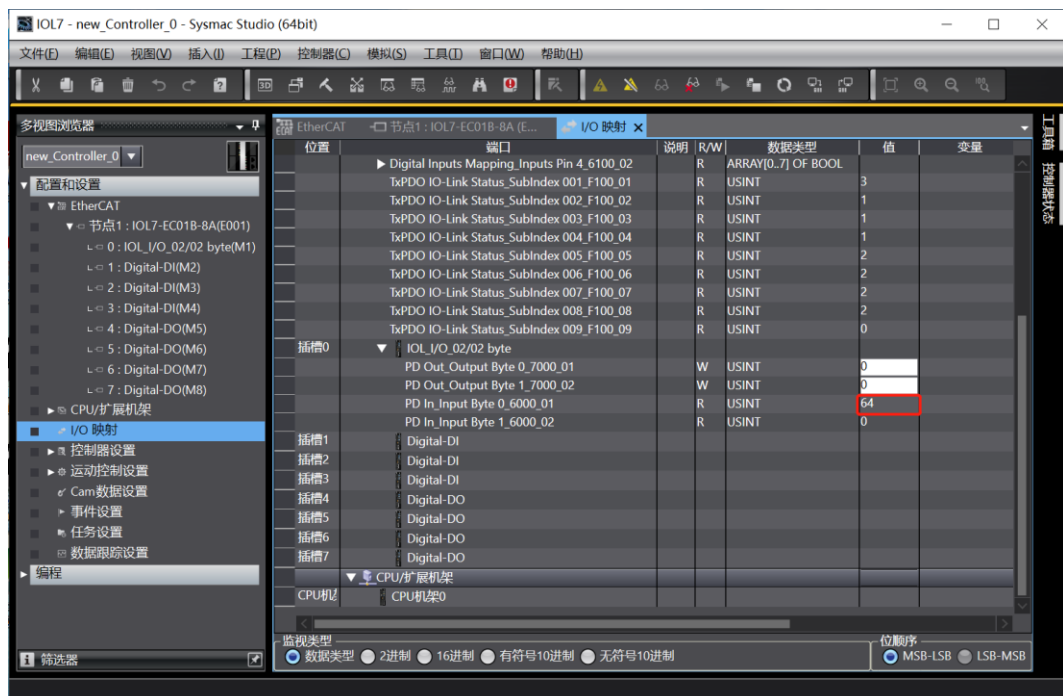 IOL7 - new_Controller_0 - Sysmac Studio (64bit)
文件(F) 编辑(E) 视图(V) 插入(I) 工程(P) 控制器(C) 模拟(S) 工具(T) 窗口(W) 帮助(H)
多视图浏览器
EtherCAT 节点1 : IOL7-EC01B-8A (E... I/O 映射
工具箱
控制器状态
new_Controller_0
配置和设置
EtherCAT
节点1 : IOL7-EC01B-8A(E001)
0 : IOL_I/O_02/02 byte(M1)
1 : Digital-DI(M2)
2 : Digital-DI(M3)
3 : Digital-DI(M4)
4 : Digital-DO(M5)
5 : Digital-DO(M6)
6 : Digital-DO(M7)
7 : Digital-DO(M8)
CPU/扩展机架
I/O 映射
控制器设置
运动控制设置
Cam数据设置
事件设置
任务设置
数据跟踪设置
编程
筛选器
位置 端口 说明 R/W 数据类型 值 变量
Digital Inputs Mapping_Inputs Pin 4_6100_02 R ARRAY[0..7] OF BOOL
TxPDO IO-Link Status_SubIndex 001_F100_01 R USINT 3
TxPDO IO-Link Status_SubIndex 002_F100_02 R USINT 1
TxPDO IO-Link Status_SubIndex 003_F100_03 R USINT 1
TxPDO IO-Link Status_SubIndex 004_F100_04 R USINT 1
TxPDO IO-Link Status_SubIndex 005_F100_05 R USINT 2
TxPDO IO-Link Status_SubIndex 006_F100_06 R USINT 2
TxPDO IO-Link Status_SubIndex 007_F100_07 R USINT 2
TxPDO IO-Link Status_SubIndex 008_F100_08 R USINT 2
TxPDO IO-Link Status_SubIndex 009_F100_09 R USINT 0
插槽0 IOL_I/O_02/02 byte
PD Out_Output Byte 0_7000_01 W USINT 0
PD Out_Output Byte 1_7000_02 W USINT 0
PD In_Input Byte 0_6000_01 R USINT 64
PD In_Input Byte 1_6000_02 R USINT 0
插槽1 Digital-DI
插槽2 Digital-DI
插槽3 Digital-DI
插槽4 Digital-DO
插槽5 Digital-DO
插槽6 Digital-DO
插槽7 Digital-DO
CPU/扩展机架
CPU机 CPU机架0
监视类型
数据类型 2进制 16进制 有符号10进制 无符号10进制
位顺序
MSB-LSB LSB-MSB